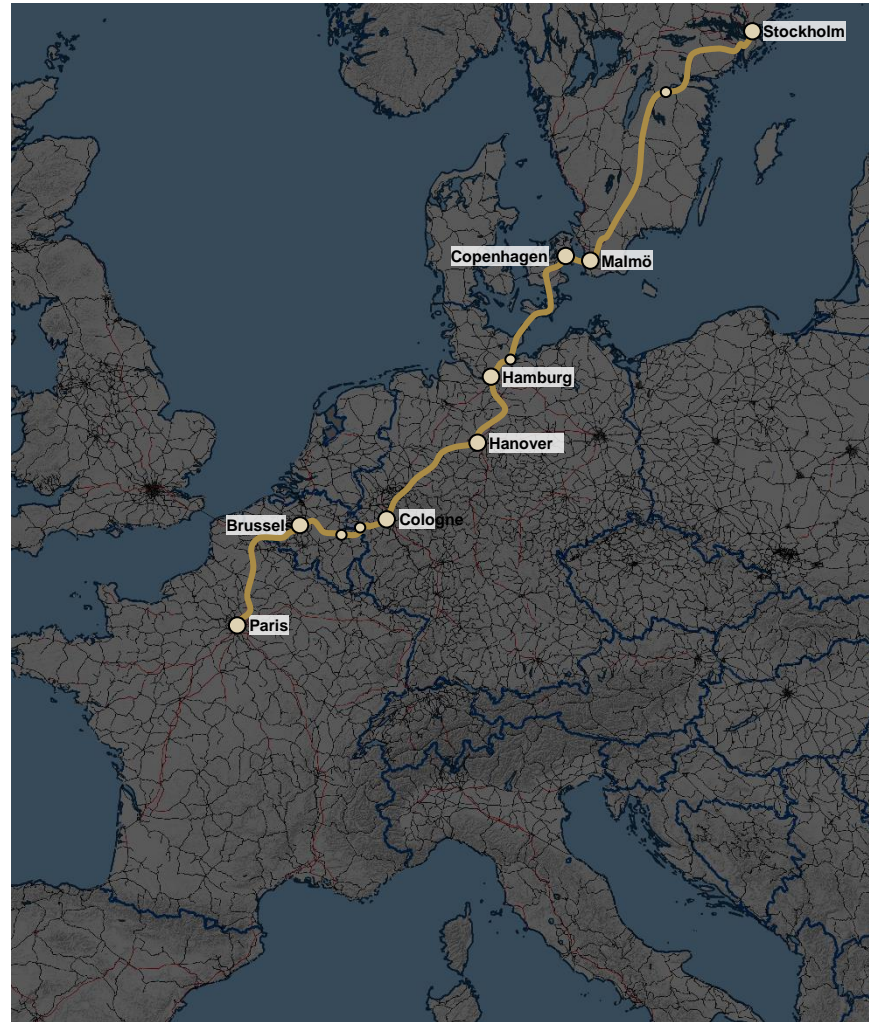 Stockholm
Copenhagen
Malmö
Hamburg
Hanover
Cologne
Brussels
Paris